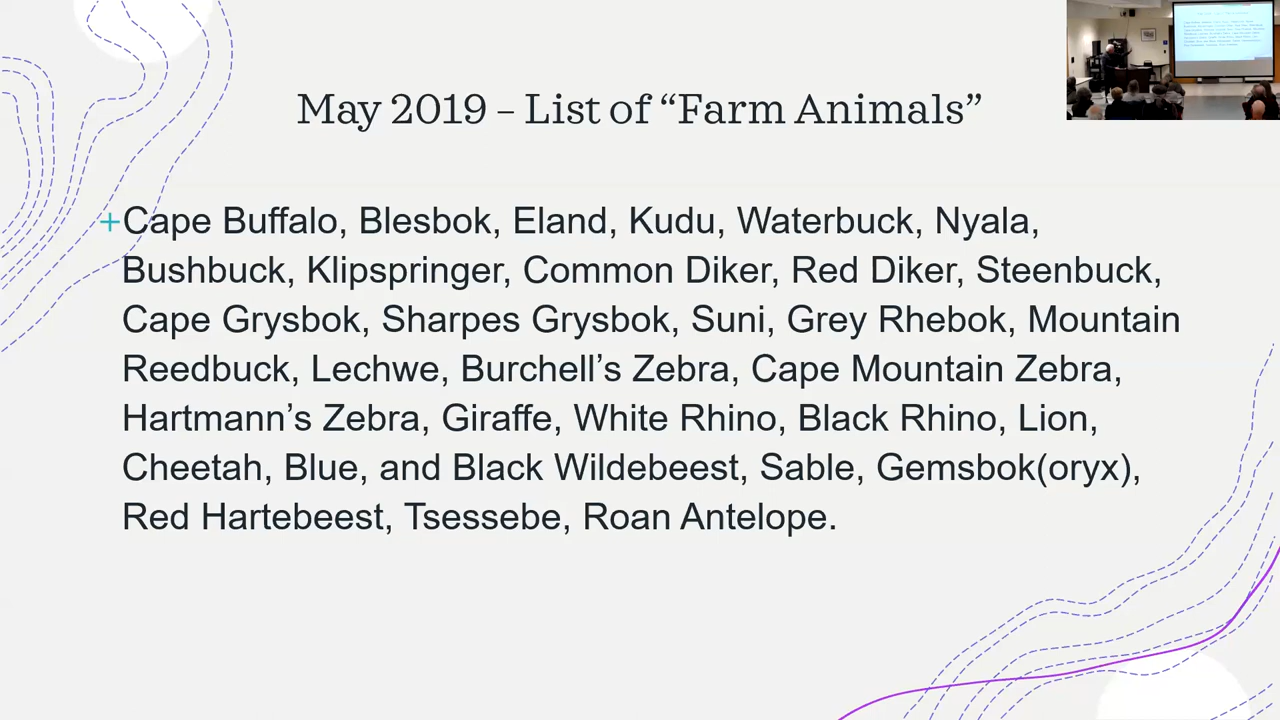 May 2019 – List of “Farm Animals”
+Cape Buffalo, Blesbok, Eland, Kudu, Waterbuck, Nyala,
Bushbuck, Klipspringer, Common Diker, Red Diker, Steenbuck,
Cape Grysbok, Sharpes Grysbok, Suni, Grey Rhebok, Mountain
Reedbuck, Lechwe, Burchell’s Zebra, Cape Mountain Zebra,
Hartmann’s Zebra, Giraffe, White Rhino, Black Rhino, Lion,
Cheetah, Blue, and Black Wildebeest, Sable, Gemsbok(oryx),
Red Hartebeest, Tsessebe, Roan Antelope.